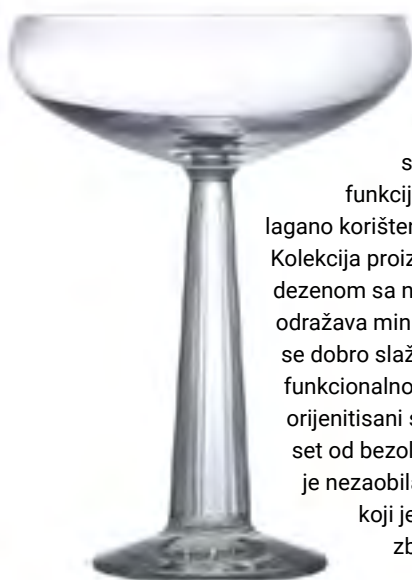 s
funkcij
lagano korišten
Kolekcija proiz
dezenom sa n
odražava min
se dobro slaž
funkcionalno
orijenitisani s
set od bezol
je nezaobila
koji je
zb